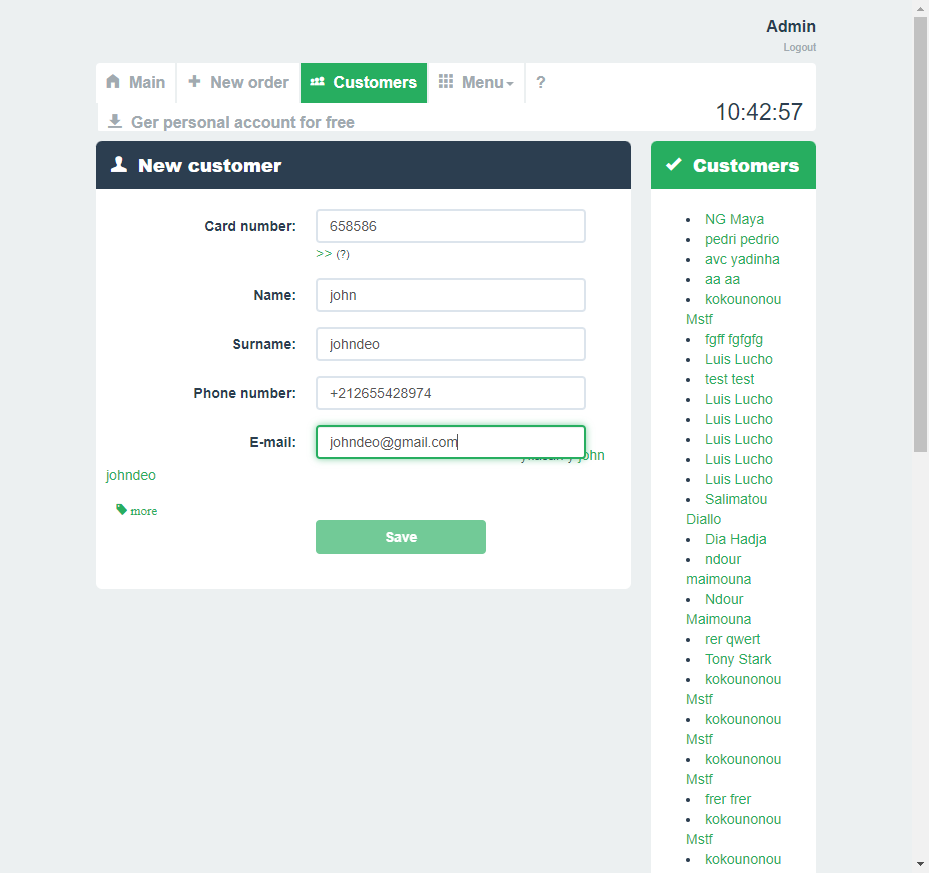 Admin
Logout
Main
New order
Customers
Menu
?
Ger personal account for free
10:42:57
New customer
Card number:
658586
>> (?)
Name:
john
Surname:
johndeo
Phone number:
+212655428974
E-mail:
johndeo@gmail.com
john
johndeo
more
Save
Customers
NG Maya
pedri pedrio
avc yadinha
aa aa
kokounonou
Mstf
fgff fgfgfg
Luis Lucho
test test
Luis Lucho
Luis Lucho
Luis Lucho
Luis Lucho
Luis Lucho
Salimatou
Diallo
Dia Hadja
ndour
maimouna
Ndour
Maimouna
rer qwert
Tony Stark
kokounonou
Mstf
kokounonou
Mstf
kokounonou
Mstf
frer frer
kokounonou
Mstf
kokounonou